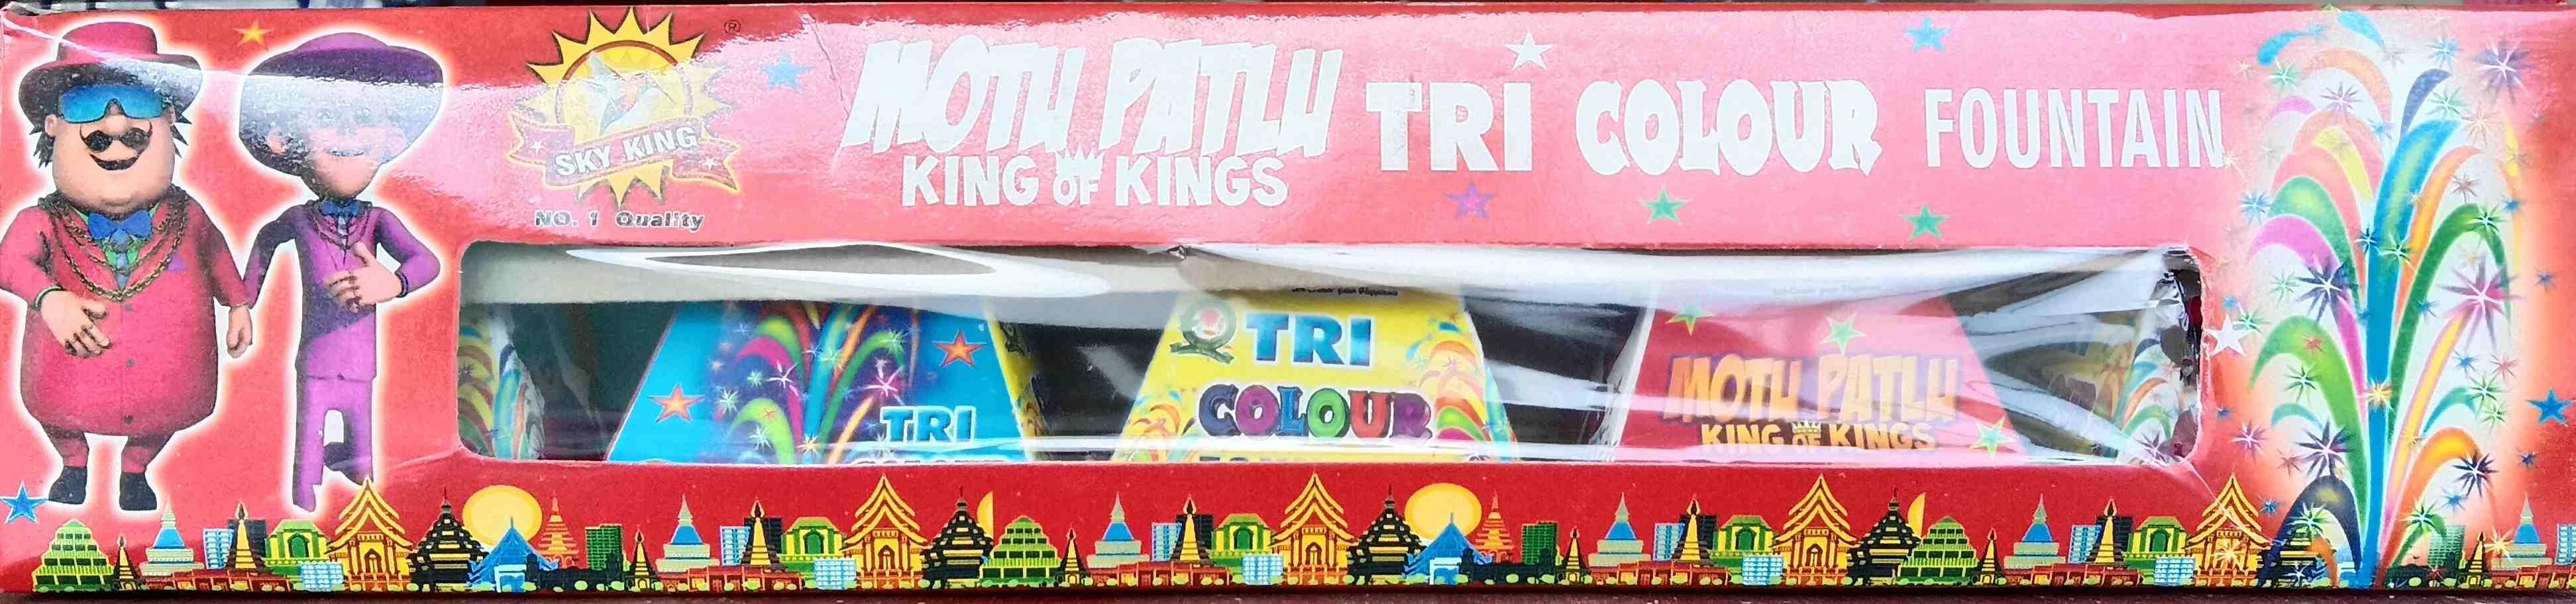 ®
SKY KING
NO. 1 Quality
MOTU PATLU
KING OF KINGS
TRI COLOUR FOUNTAIN
TRI
TRI
COLOUR
MOTU PATLU
KING OF KINGS